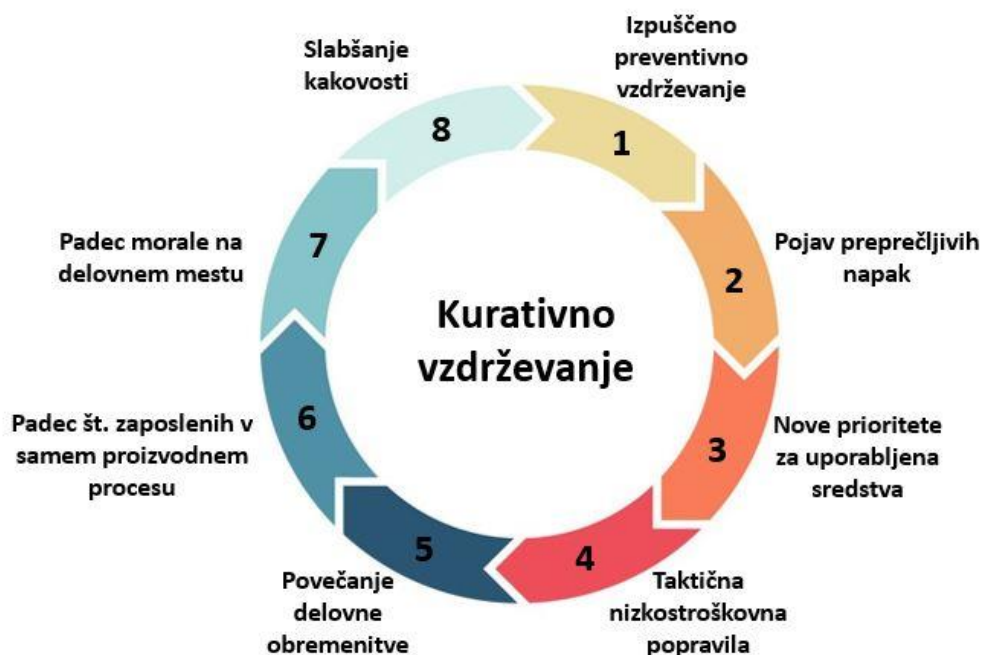 Kurativno
vzdrževanje
1
Izpuščeno
preventivno
vzdrževanje
2
Pojav preprečljivih
napak
3
Nove prioritete
za uporabljena
sredstva
4
Taktična
nizkostroškovna
popravila
5
Povečanje
delovne
obremenitve
6
Padec št. zaposlenih v
samem proizvodnem
procesu
7
Padec morale na
delovnem mestu
8
Slabšanje
kakovosti